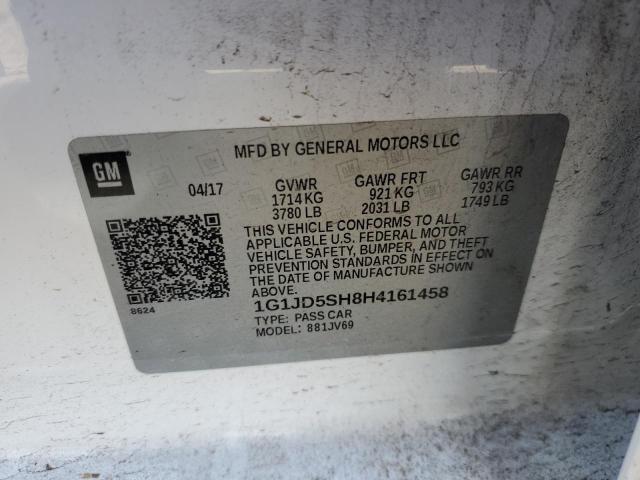 GM
MFD BY GENERAL MOTORS LLC
04/17
GVWR GAWR FRT GAWR RR
1714 KG 921 KG 793 KG
3780 LB 2031 LB 1749 LB
THIS VEHICLE CONFORMS TO ALL
APPLICABLE U.S. FEDERAL MOTOR
VEHICLE SAFETY, BUMPER, AND THEFT
PREVENTION STANDARDS IN EFFECT ON
THE DATE OF MANUFACTURE SHOWN
ABOVE.
8624
1G1JD5SH8H4161458
TYPE: PASS CAR
MODEL: 881JV69